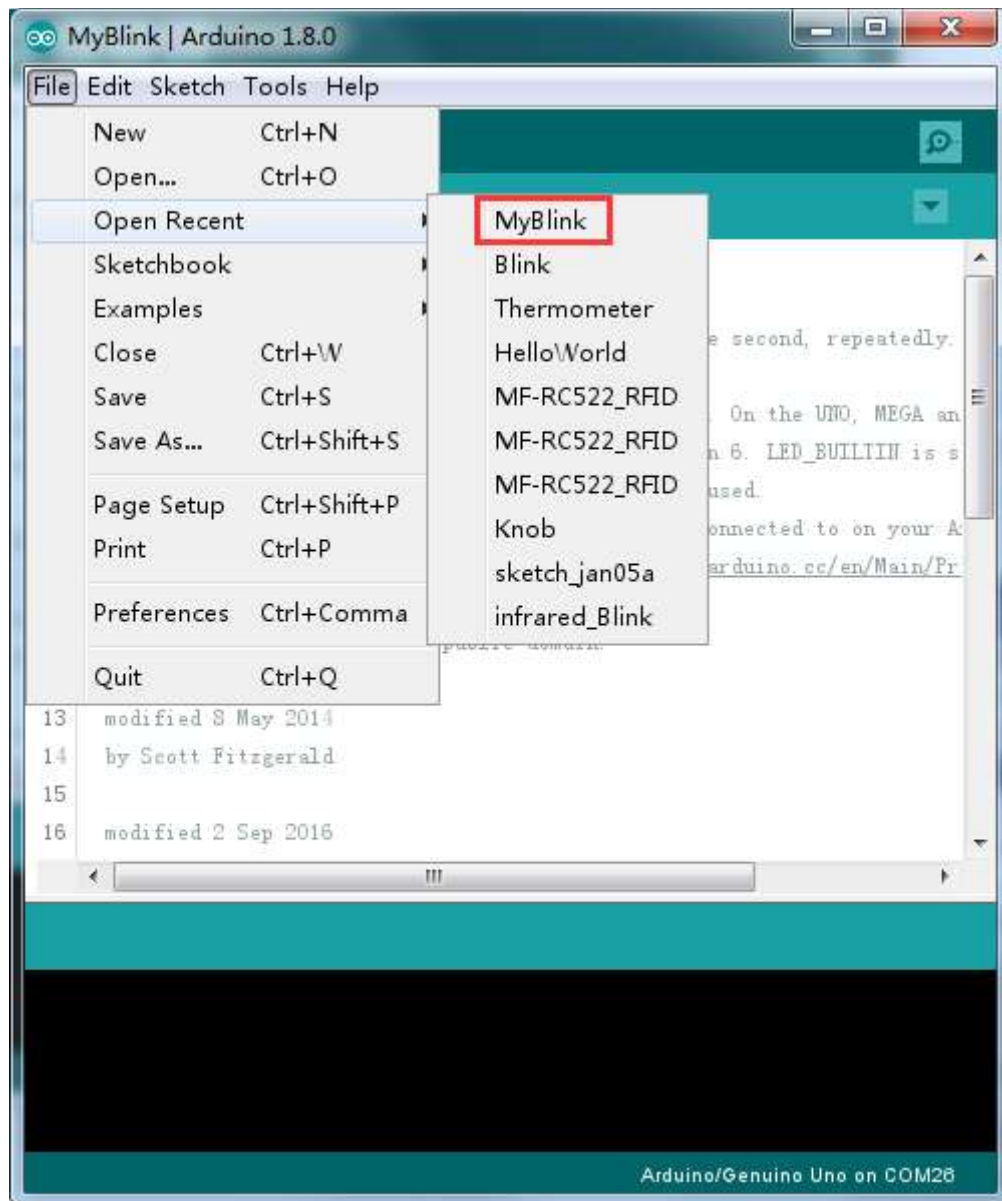 MyBlink | Arduino 1.8.0
File Edit Sketch Tools Help
New Ctrl+N
Open... Ctrl+O
Open Recent
Sketchbook
Examples
Close Ctrl+W
Save Ctrl+S
Save As... Ctrl+Shift+S
Page Setup Ctrl+Shift+P
Print Ctrl+P
Preferences Ctrl+Comma
Quit Ctrl+Q
MyBlink
Blink
Thermometer
HelloWorld
MF-RC522_RFID
MF-RC522_RFID
MF-RC522_RFID
Knob
sketch_jan05a
infrared_Blink
second, repeatedly.
On the UNO, MEGA an
6. LED_BUILTIN is s
used.
onnected to on your A
arduino.cc/en/Main/Pr
public domain.
13 modified 8 May 2014
14 by Scott Fitzgerald
15
16 modified 2 Sep 2016
Arduino/Genuino Uno on COM26